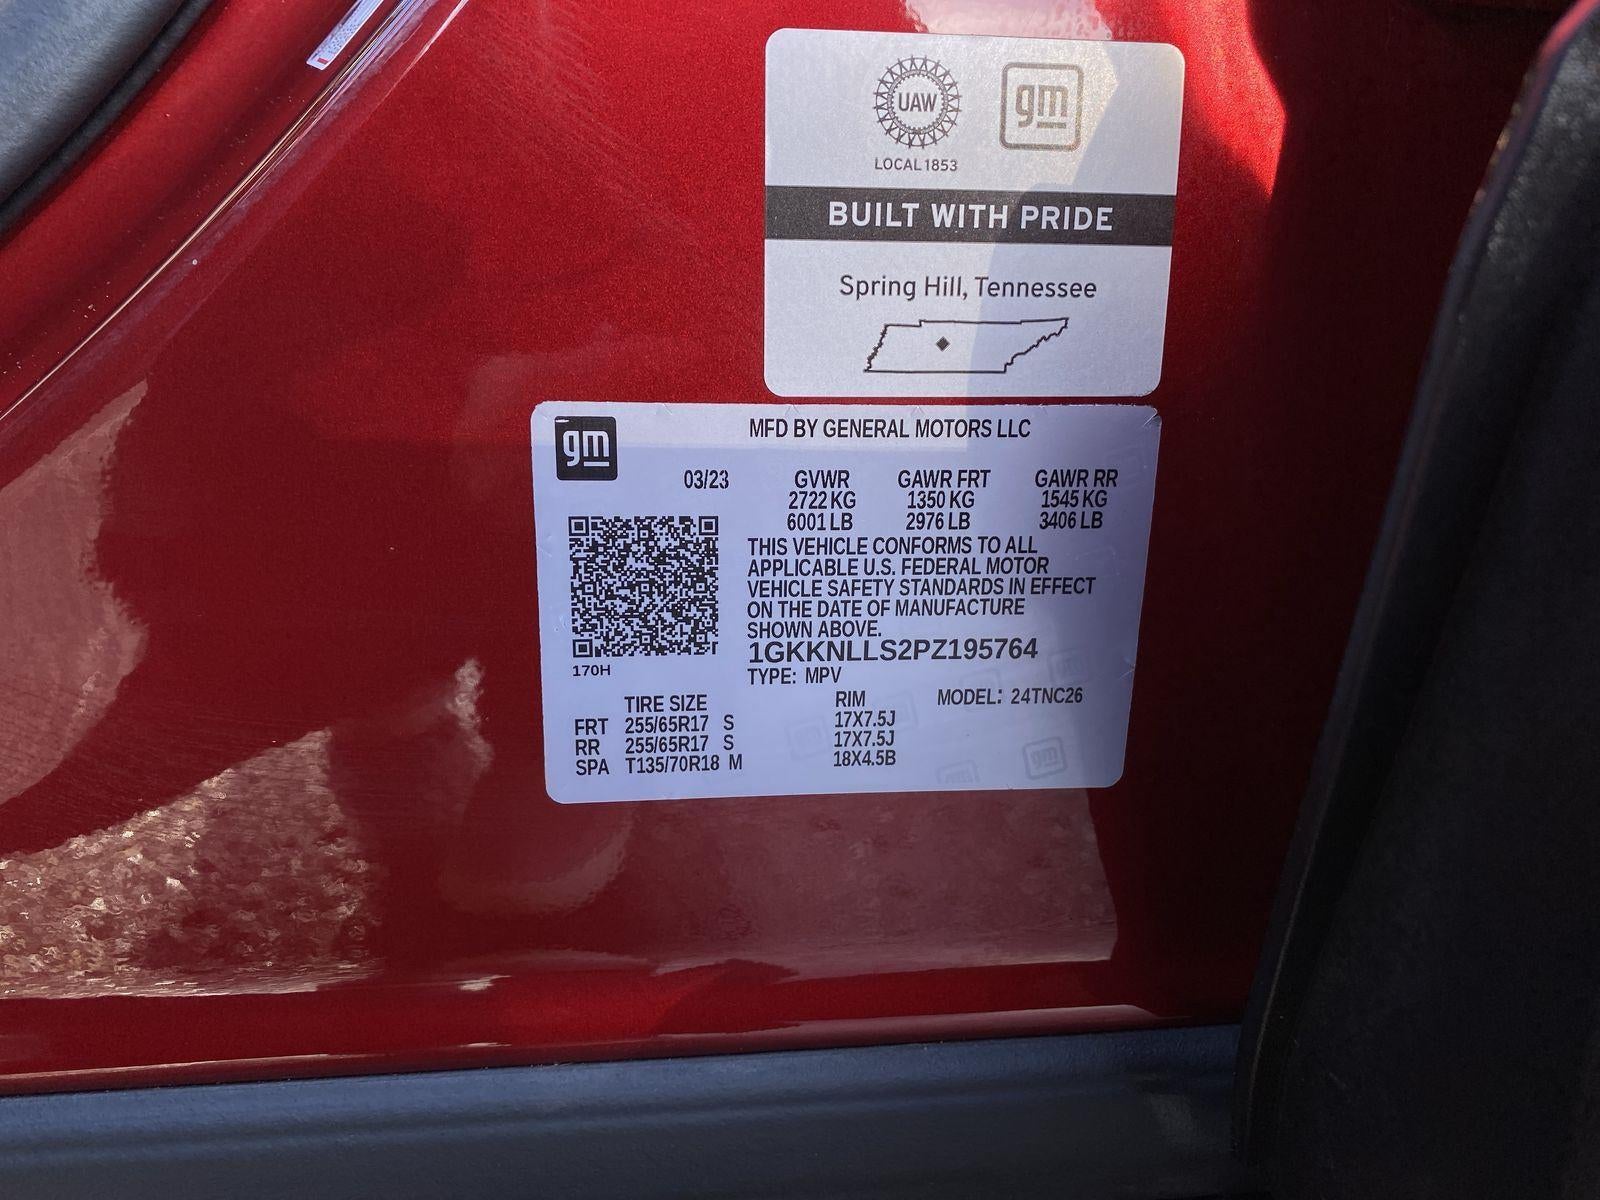 UAW
gm
LOCAL 1853
BUILT WITH PRIDE
Spring Hill, Tennessee
gm
MFD BY GENERAL MOTORS LLC
03/23 GVWR GAWR FRT GAWR RR
2722 KG 1350 KG 1545 KG
6001 LB 2976 LB 3406 LB
THIS VEHICLE CONFORMS TO ALL
APPLICABLE U.S. FEDERAL MOTOR
VEHICLE SAFETY STANDARDS IN EFFECT
ON THE DATE OF MANUFACTURE
SHOWN ABOVE.
1GKKNLLS2PZ195764
170H
TYPE: MPV
TIRE SIZE RIM MODEL: 24TNC26
FRT 255/65R17 S 17X7.5J
RR 255/65R17 S 17X7.5J
SPA T135/70R18 M 18X4.5B
gm